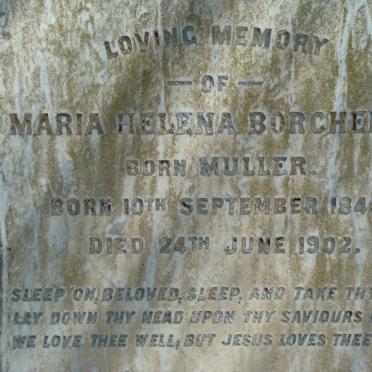 LOVING MEMORY
— OF —
MARIA HELENA BORCHE
BORN MULLER.
BORN 10TH SEPTEMBER 184
DIED 24TH JUNE 1902.
SLEEP ON, BELOVED, SLEEP, AND TAKE TH
LAY DOWN THY HEAD UPON THY SAVIOURS
WE LOVE THEE WELL; BUT JESUS LOVES THEE